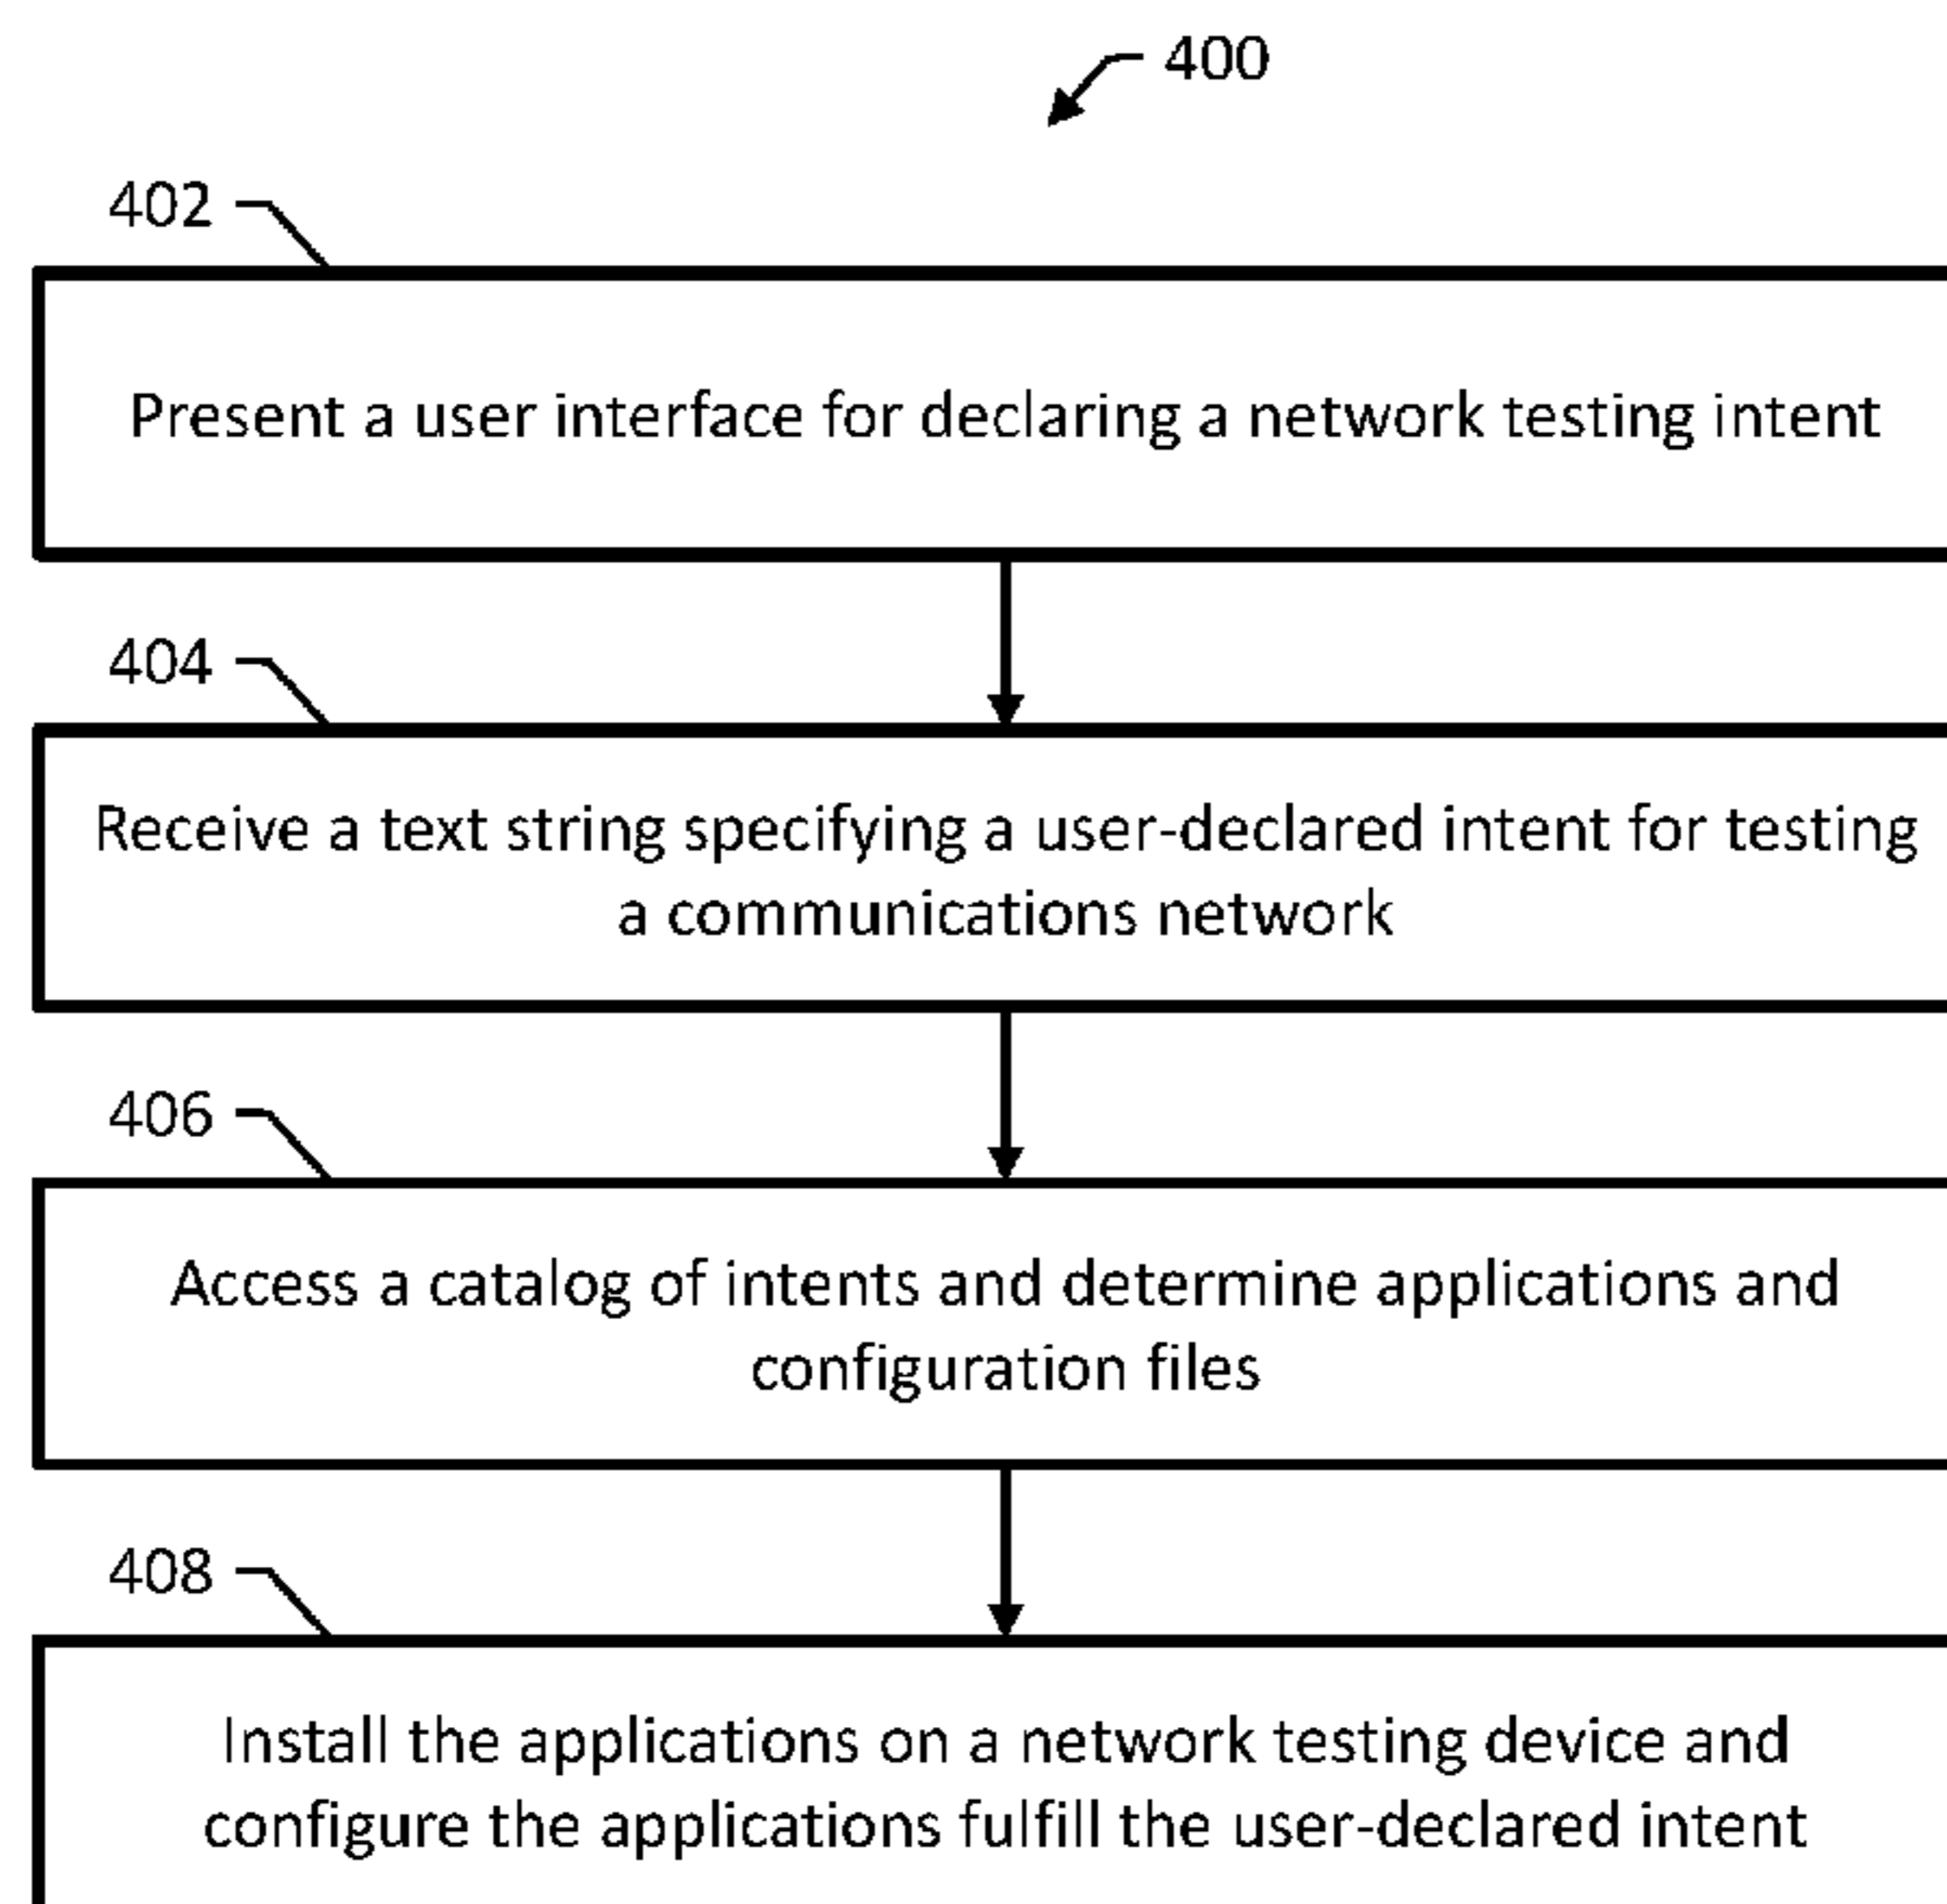 400
402
Present a user interface for declaring a network testing intent
404
Receive a text string specifying a user-declared intent for testing
a communications network
406
Access a catalog of intents and determine applications and
configuration files
408
Install the applications on a network testing device and
configure the applications fulfill the user-declared intent